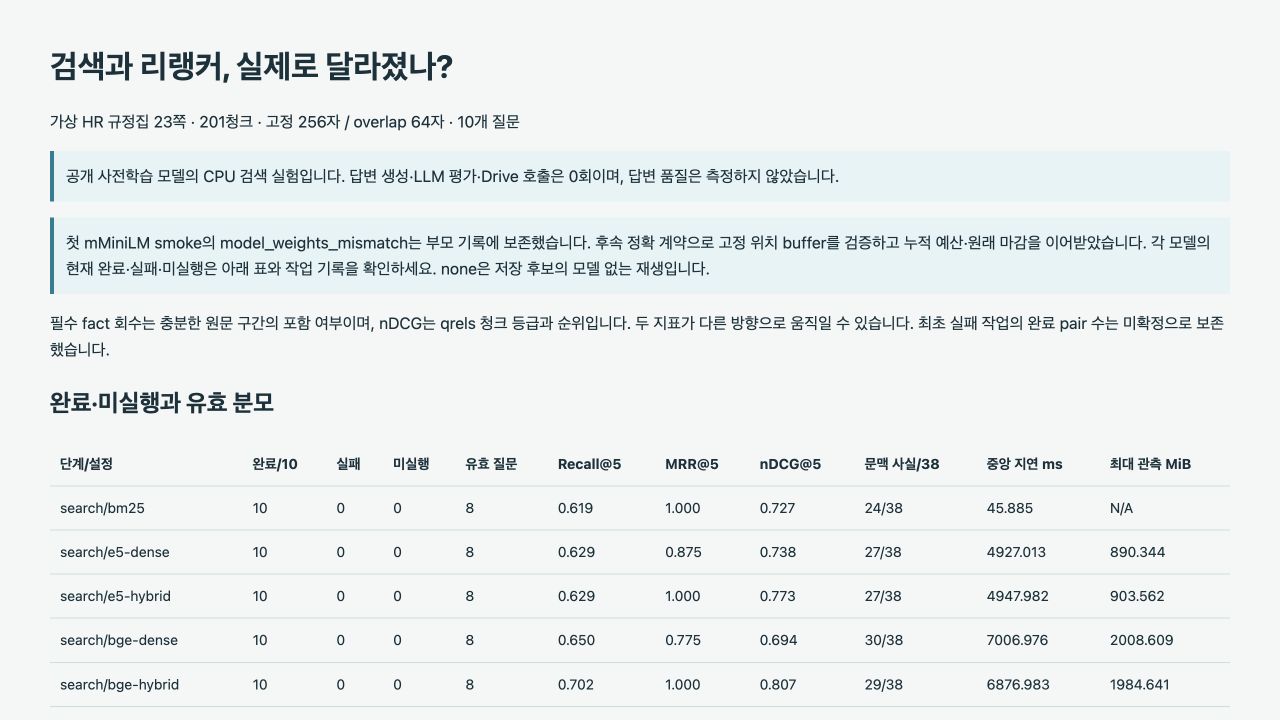 검색과 리랭커, 실제로 달라졌나?
가상 HR 규정집 23쪽 · 201청크 · 고정 256자 / overlap 64자 · 10개 질문
공개 사전학습 모델의 CPU 검색 실험입니다. 답변 생성·LLM 평가·Drive 호출은 0회이며, 답변 품질은 측정하지 않았습니다.
첫 mMiniLM smoke의 model_weights_mismatch는 부모 기록에 보존했습니다. 후속 정확 계약으로 고정 위치 buffer를 검증하고 누적 예산·원래 마감을 이어받았습니다. 각 모델의
현재 완료·실패·미실행은 아래 표와 작업 기록을 확인하세요. none은 저장 후보의 모델 없는 재생입니다.
필수 fact 회수는 충분한 원문 구간의 포함 여부이며, nDCG는 qrels 청크 등급과 순위입니다. 두 지표가 다른 방향으로 움직일 수 있습니다. 최초 실패 작업의 완료 pair 수는 미확정으로 보존
했습니다.
완료·미실행과 유효 분모
단계/설정 완료/10 실패 미실행 유효 질문 Recall@5 MRR@5 nDCG@5 문맥 사실/38 중앙 지연 ms 최대 관측 MiB
search/bm25 10 0 0 8 0.619 1.000 0.727 24/38 45.885 N/A
search/e5-dense 10 0 0 8 0.629 0.875 0.738 27/38 4927.013 890.344
search/e5-hybrid 10 0 0 8 0.629 1.000 0.773 27/38 4947.982 903.562
search/bge-dense 10 0 0 8 0.650 0.775 0.694 30/38 7006.976 2008.609
search/bge-hybrid 10 0 0 8 0.702 1.000 0.807 29/38 6876.983 1984.641